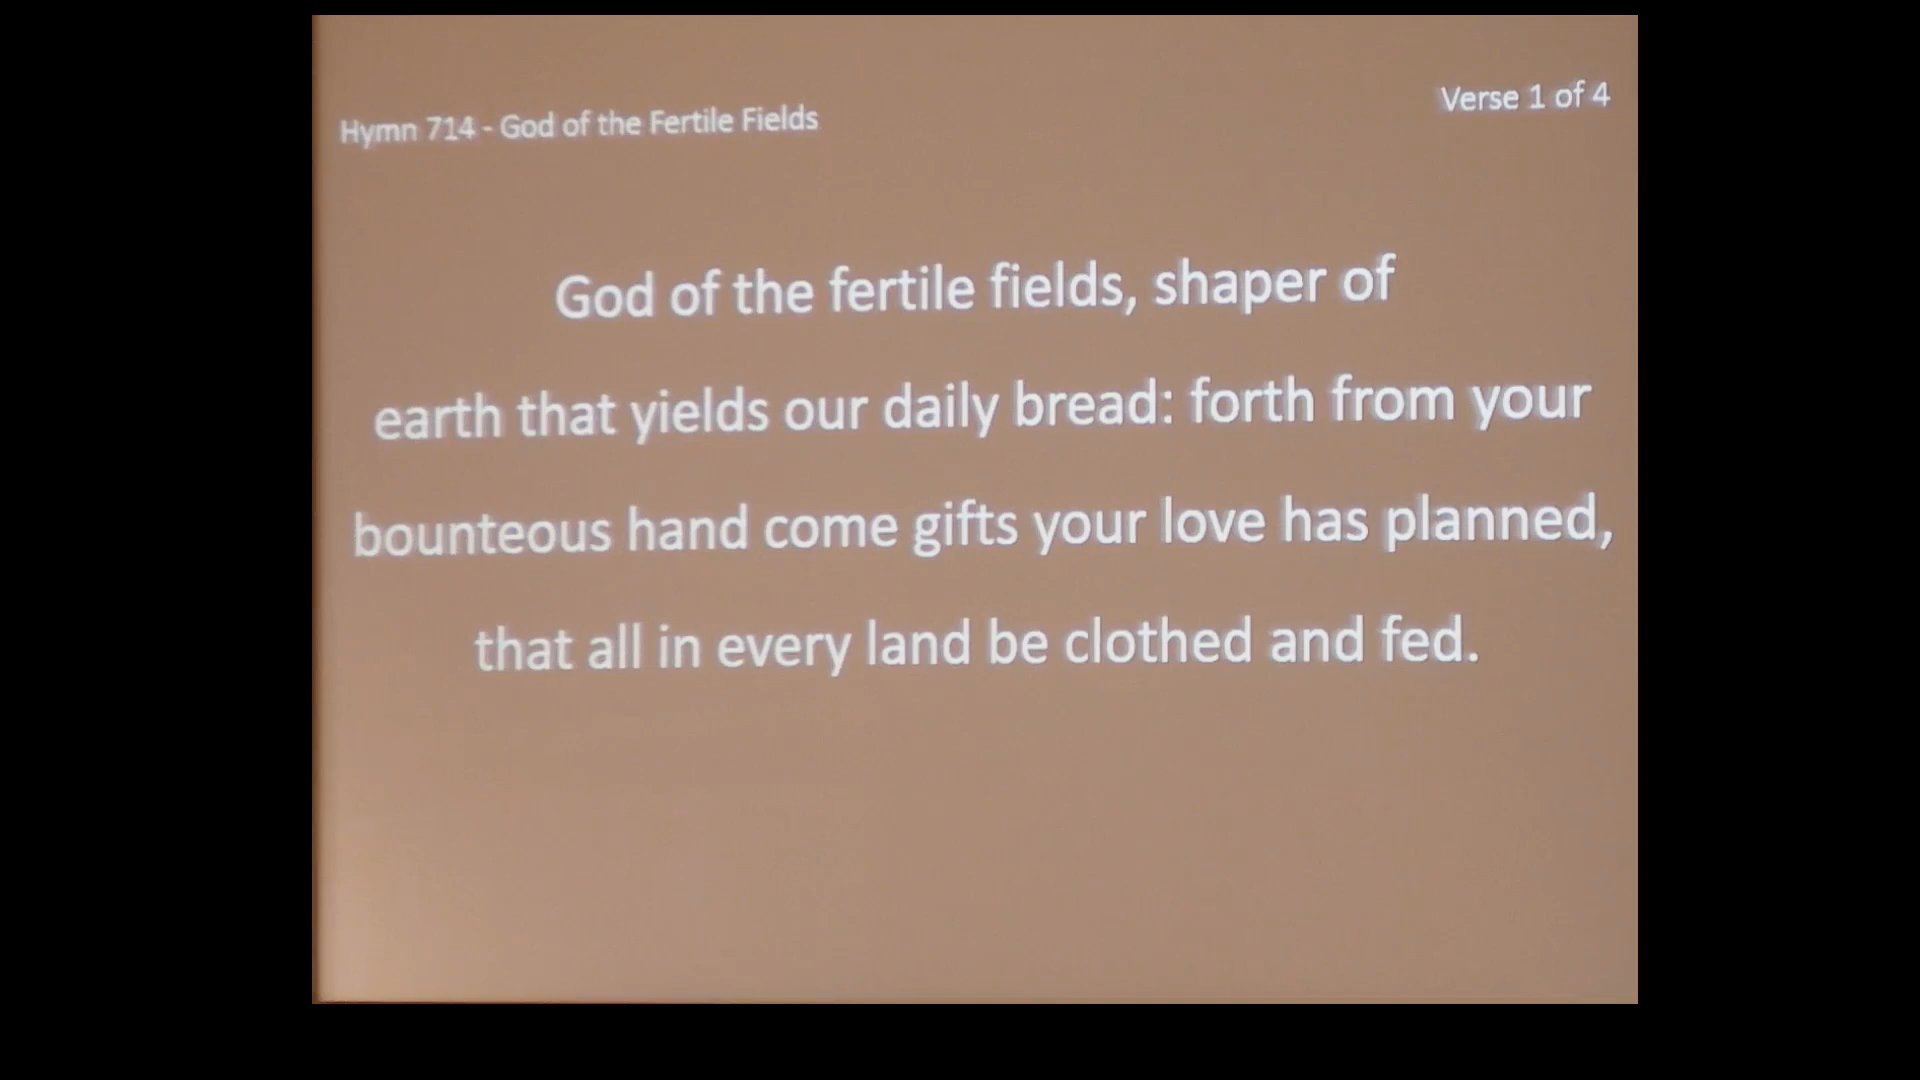 Hymn 714 - God of the Fertile Fields
Verse 1 of 4
God of the fertile fields, shaper of
earth that yields our daily bread: forth from your
bounteous hand come gifts your love has planned,
that all in every land be clothed and fed.